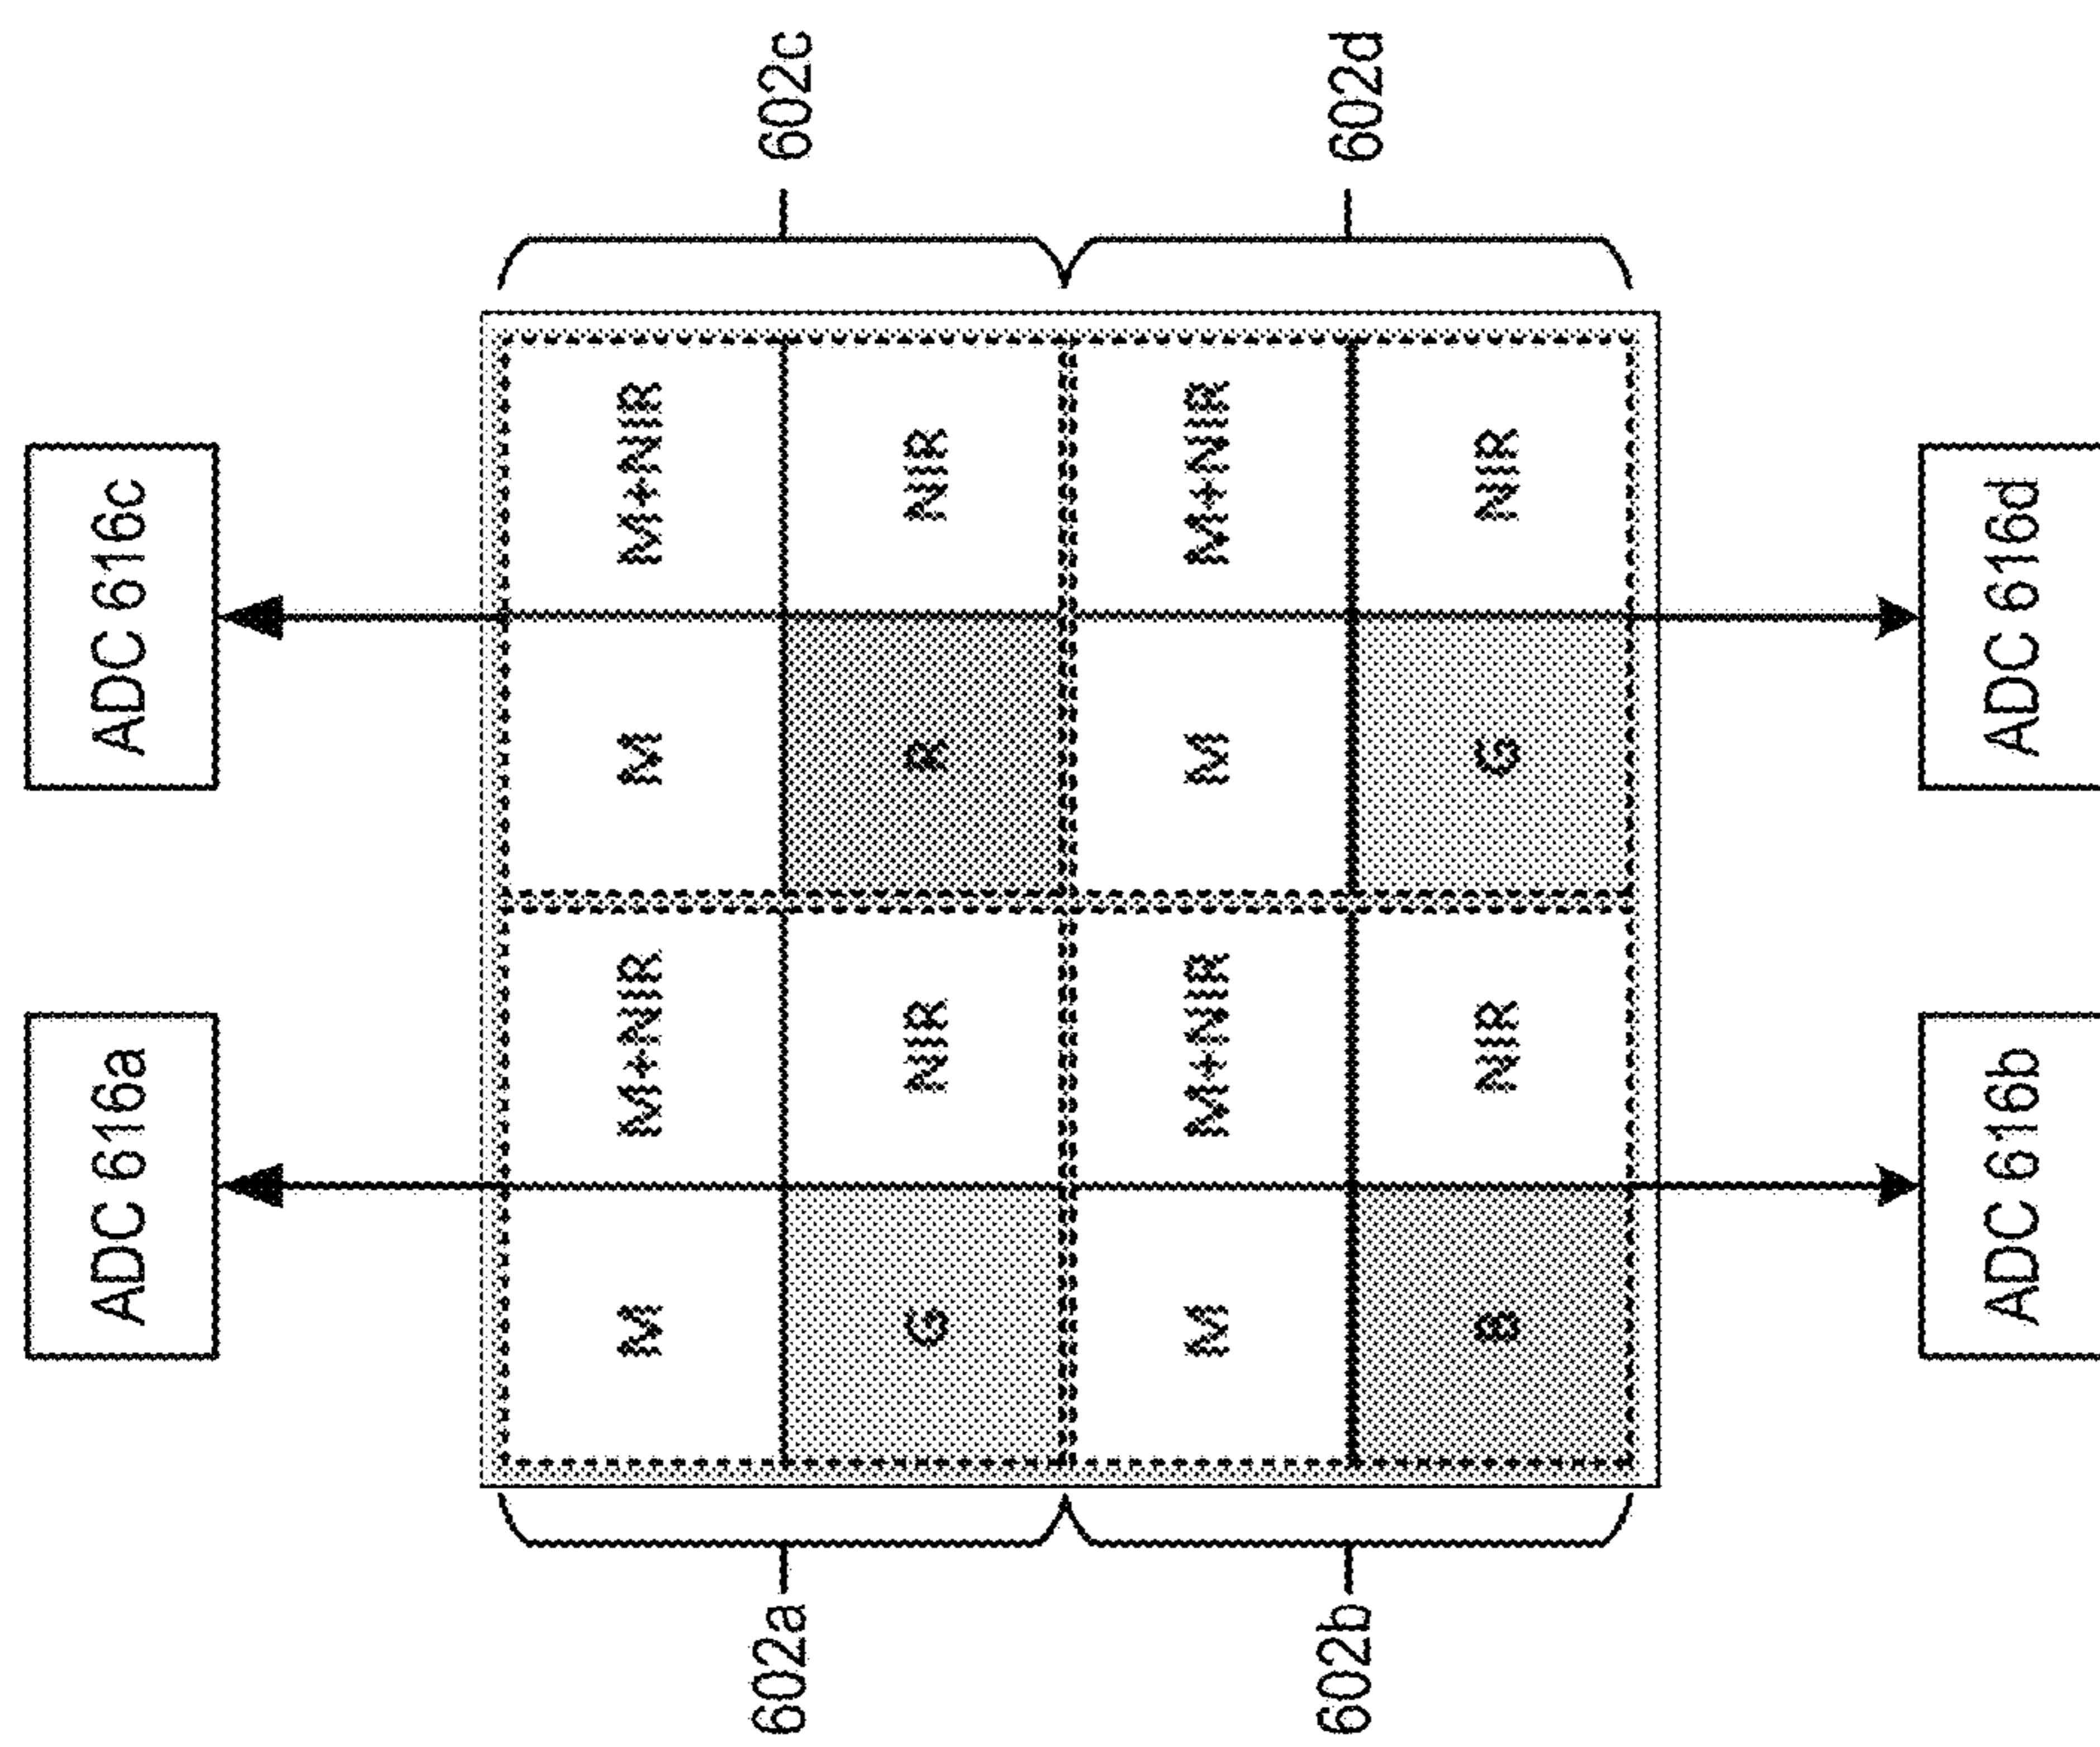 ADC 616a
ADC 616c
M
M+NIR
M
M+NIR
602a
602c
G
NIR
R
NIR
M
M+NIR
M
M+NIR
602b
602d
B
NIR
G
NIR
ADC 616b
ADC 616d